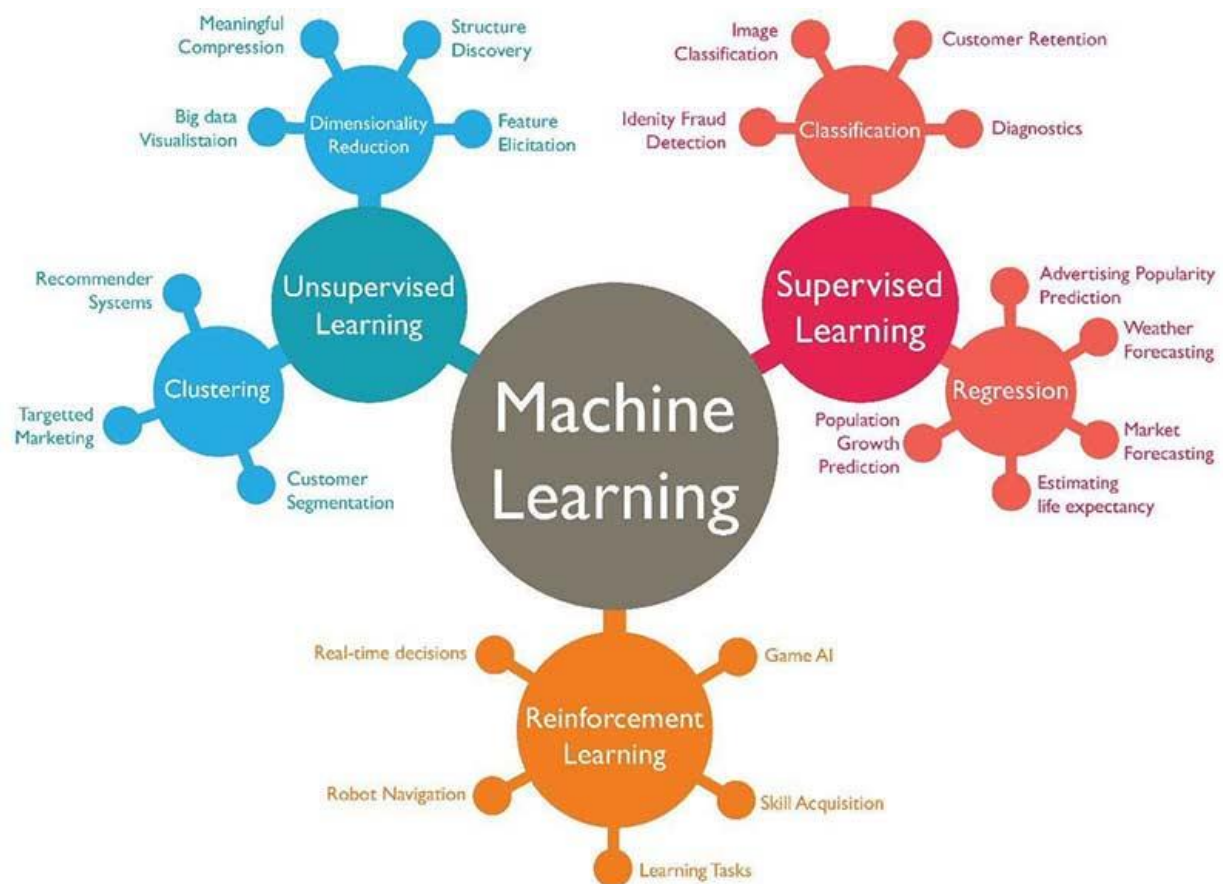 Meaningful
Compression
Structure
Discovery
Big data
Visualistaion
Dimensionality
Reduction
Feature
Elicitation
Image
Classification
Customer Retention
Idenity Fraud
Detection
Classification
Diagnostics
Recommender
Systems
Unsupervised
Learning
Clustering
Targetted
Marketing
Customer
Segmentation
Machine
Learning
Supervised
Learning
Advertising Popularity
Prediction
Weather
Forecasting
Regression
Population
Growth
Prediction
Market
Forecasting
Estimating
life expectancy
Real-time decisions
Game AI
Reinforcement
Learning
Robot Navigation
Skill Acquisition
Learning Tasks